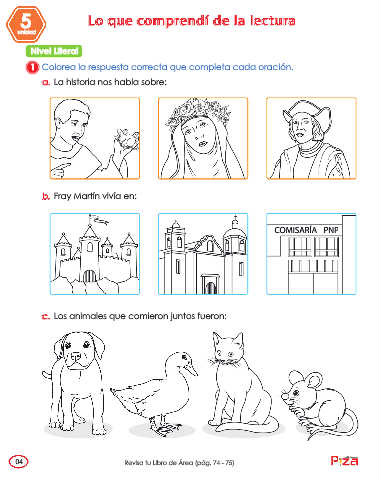 5
unidad
Lo que comprendí de la lectura
Nivel Literal
1 Colorea la respuesta correcta que completa cada oración.
a. La historia nos habla sobre:
b. Fray Martín vivía en:
COMISARÍA PNP
c. Los animales que comieron juntos fueron:
04
Revisa tu Libro de Área (pág. 74 - 75)
Pizza